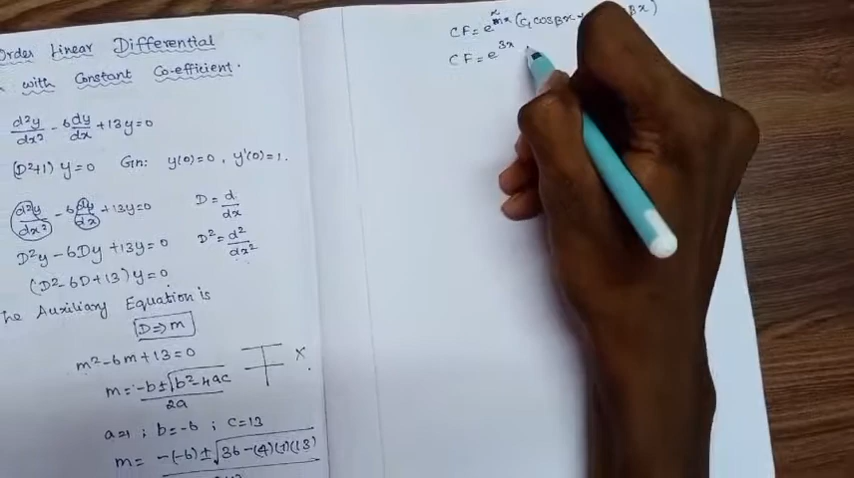 Order Linear Differential
with Constant Co-efficient.
d²y/dx² - 6dy/dx + 13y = 0
(D²+1) y = 0 Gn: y(0)=0, y'(0)=1.
d²y/dx² - 6dy/dx + 13y = 0 D = d/dx
D²y - 6Dy + 13y = 0 D² = d²/dx²
(D² - 6D + 13) y = 0
The Auxiliary Equation is
D => m
m² - 6m + 13 = 0 X
m = -b ± √b² - 4ac / 2a
a=1 ; b=-6 ; c=13
m = -(-6) ± √36 - (4)(1)(13)
CF = e^x (C₁ cos βx + βx)
CF = e^3x